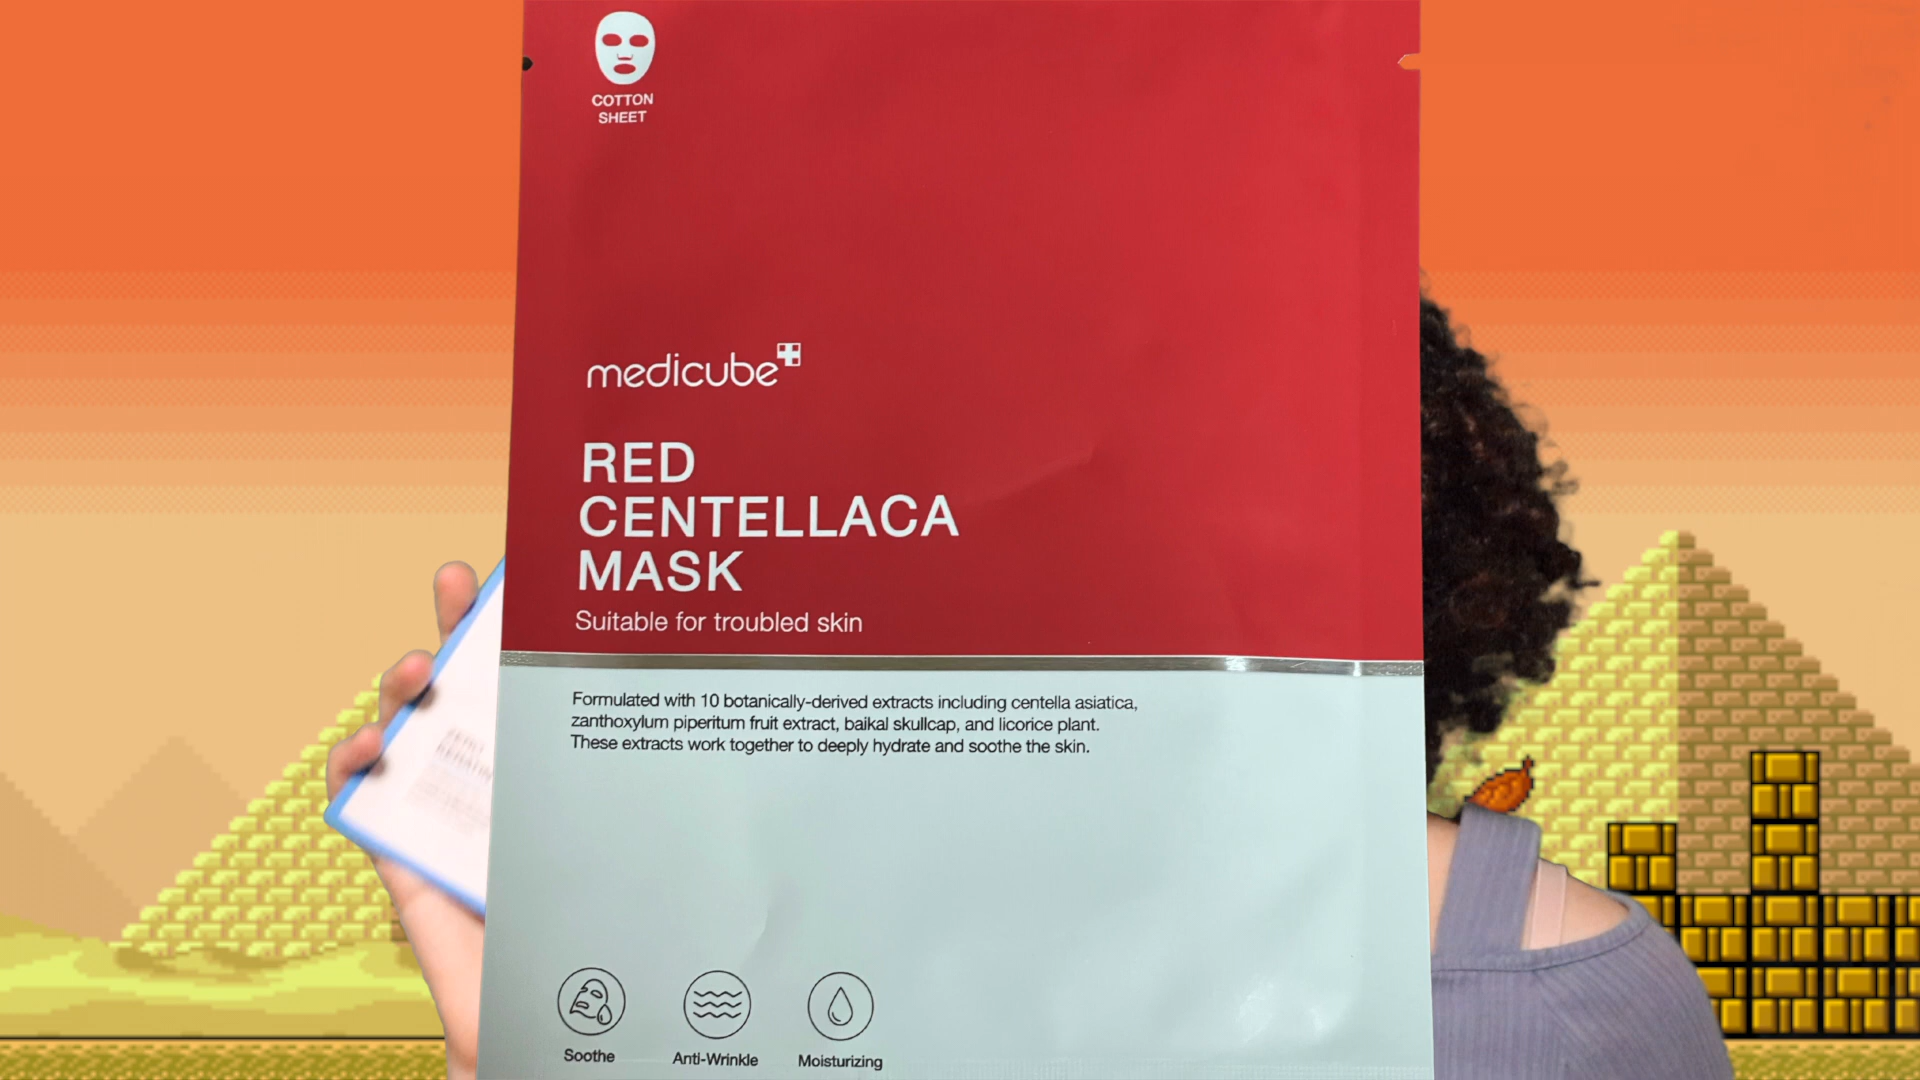 COTTON
SHEET
medicube
RED
CENTELLACA
MASK
Suitable for troubled skin
Formulated with 10 botanically-derived extracts including centella asiatica,
zanthoxylum piperitum fruit extract, baikal skullcap, and licorice plant.
These extracts work together to deeply hydrate and soothe the skin.
Soothe
Anti-Wrinkle
Moisturizing